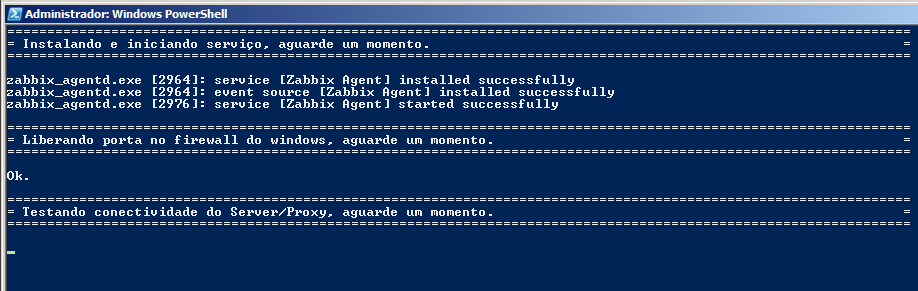 Administrador: Windows PowerShell
================================================================================
= Instalando e iniciando serviço, aguarde um momento. =
================================================================================
zabbix_agentd.exe [2964]: service [Zabbix Agent] installed successfully
zabbix_agentd.exe [2964]: event source [Zabbix Agent] installed successfully
zabbix_agentd.exe [2976]: service [Zabbix Agent] started successfully
================================================================================
= Liberando porta no firewall do windows, aguarde um momento. =
================================================================================
Ok.
================================================================================
= Testando conectividade do Server/Proxy, aguarde um momento. =
================================================================================